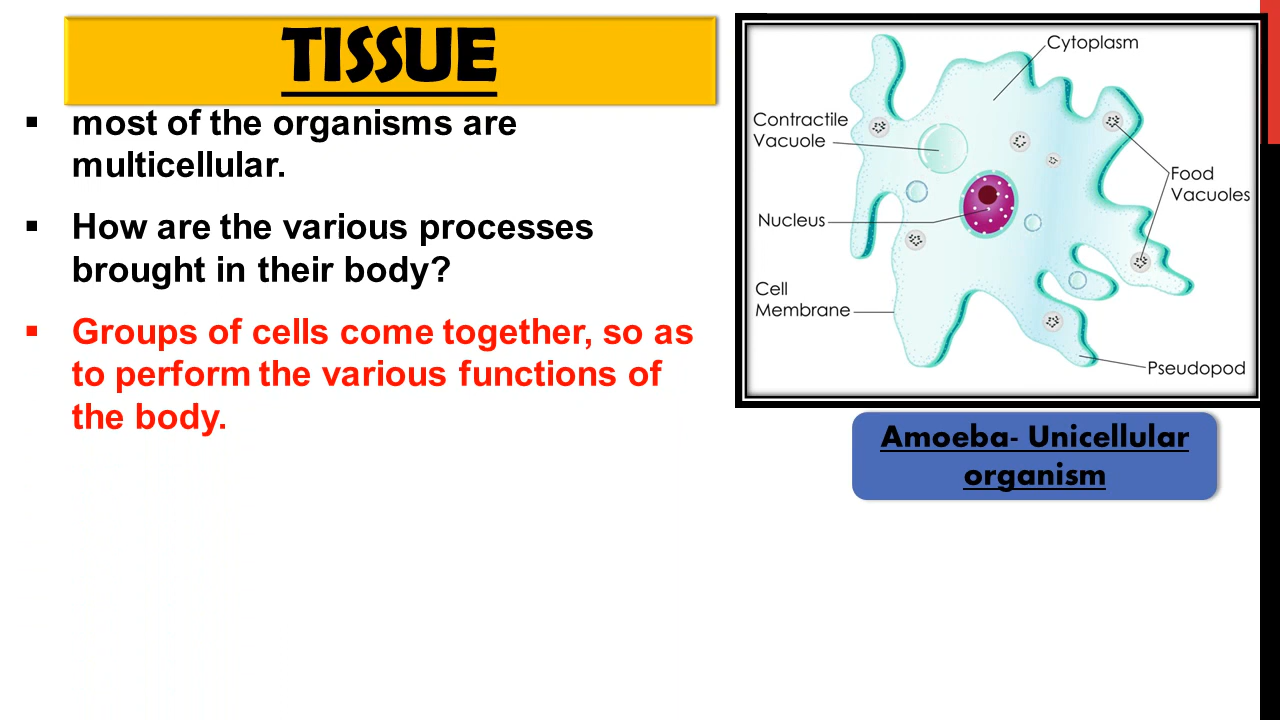 TISSUE
▪ most of the organisms are
multicellular.
▪ How are the various processes
brought in their body?
▪ Groups of cells come together, so as
to perform the various functions of
the body.
Cytoplasm
Contractile
Vacuole
Food
Vacuoles
Nucleus
Cell
Membrane
Pseudopod
Amoeba- Unicellular
organism